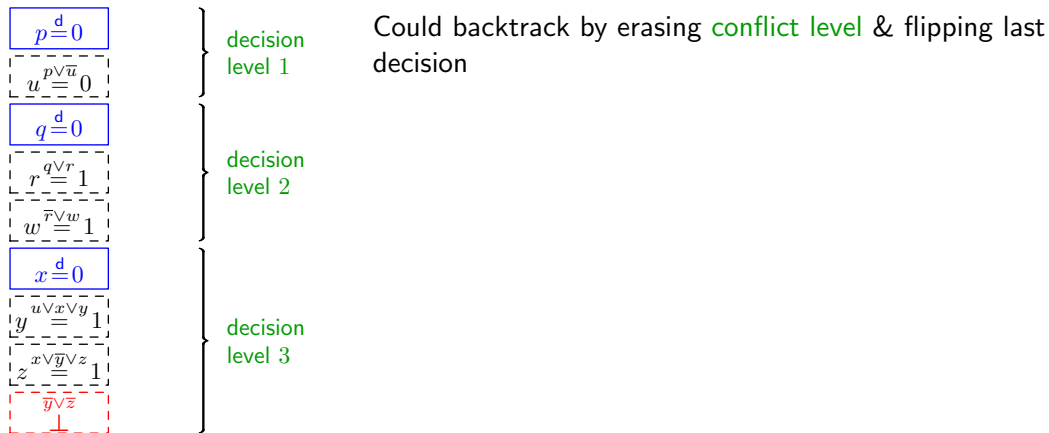 p d= 0
u p∨u̅= 0
decision
level 1
q d= 0
r q∨r= 1
w r̅∨w= 1
decision
level 2
x d= 0
y u∨x∨y= 1
z x∨y̅∨z= 1
y̅∨z̅
⊥
decision
level 3
Could backtrack by erasing conflict level & flipping last
decision